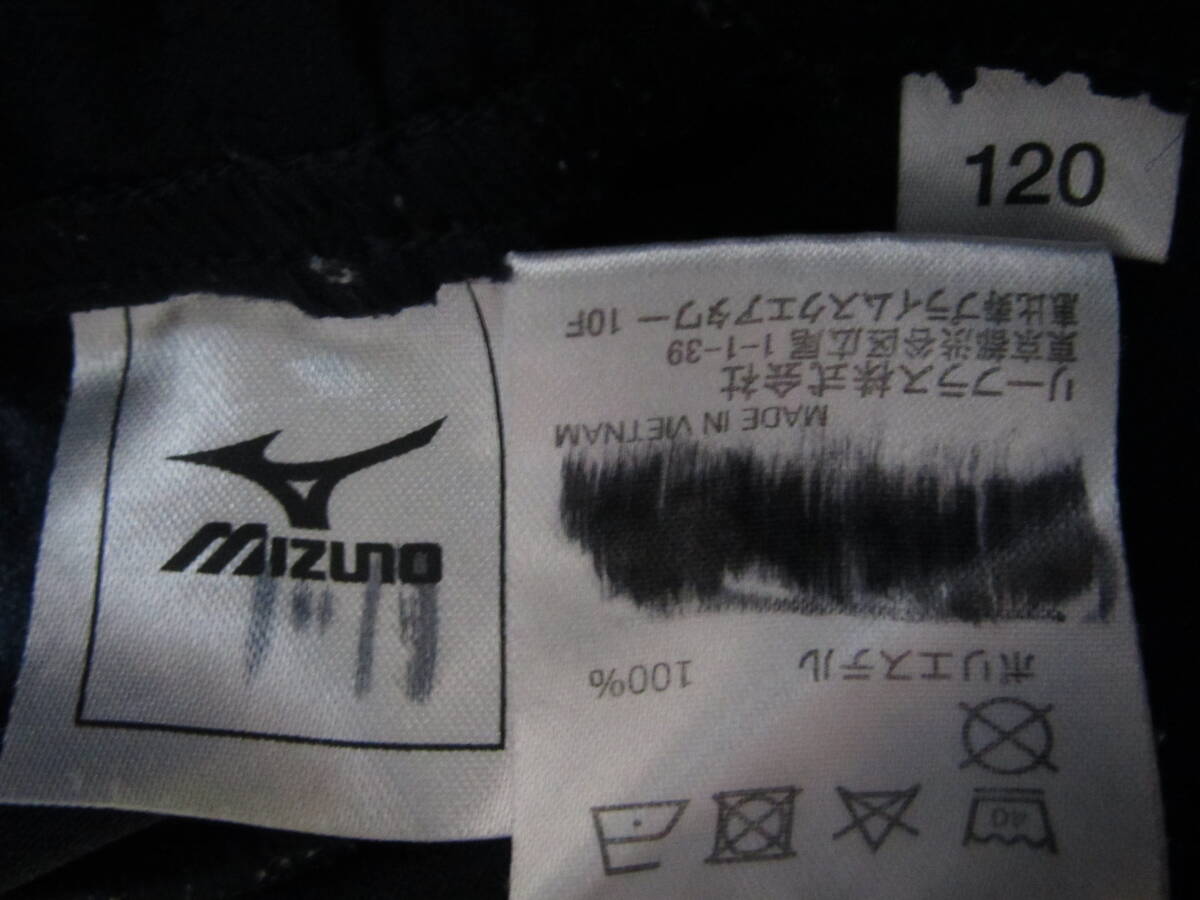 120
MIZUNO
40
ポリエステル 100%
MADE IN VIETNAM
リープラス株式会社
東京都渋谷区広尾 1-1-39
恵比寿プライムスクエアタワー 10F